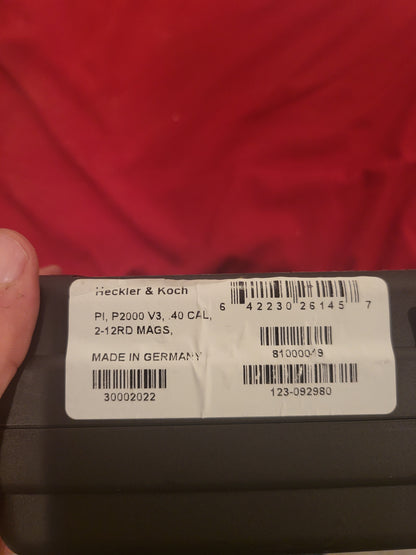 Heckler & Koch
6 42230 26145 7
PI, P2000 V3, .40 CAL,
2-12RD MAGS,
81000049
MADE IN GERMANY
30002022
123-092980